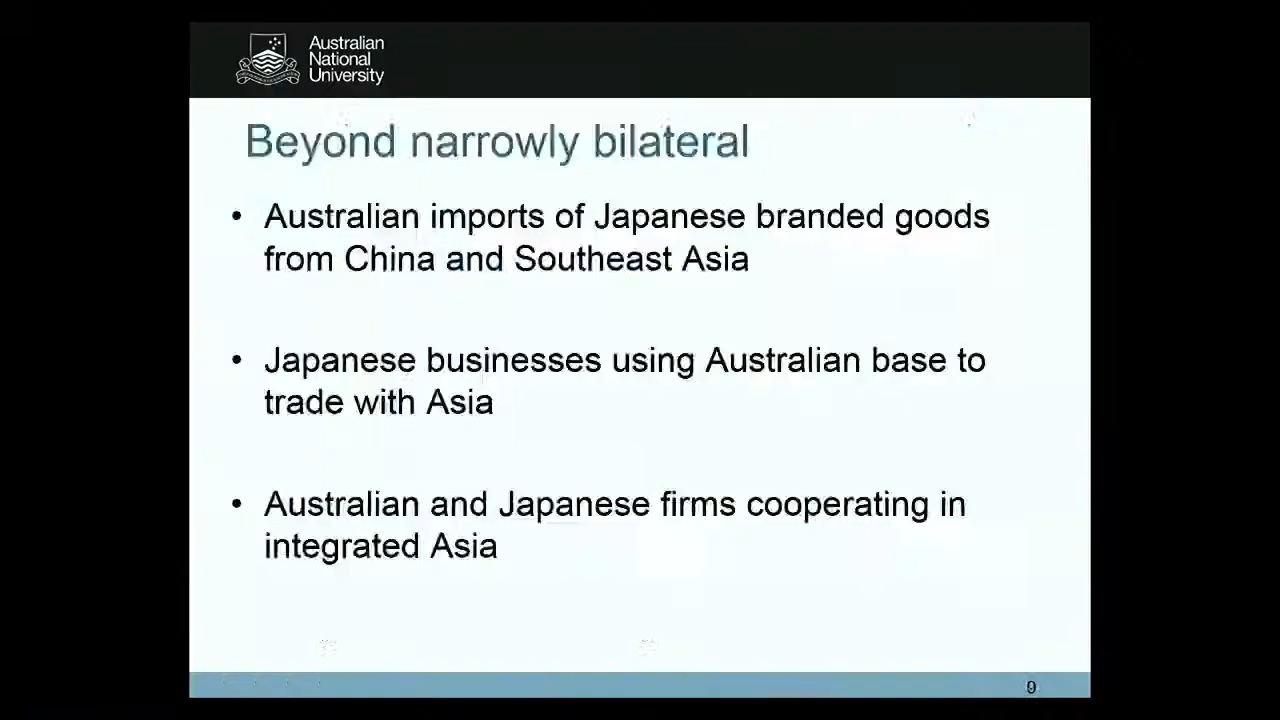 Australian
National
University
Beyond narrowly bilateral
• Australian imports of Japanese branded goods
from China and Southeast Asia
• Japanese businesses using Australian base to
trade with Asia
• Australian and Japanese firms cooperating in
integrated Asia
9